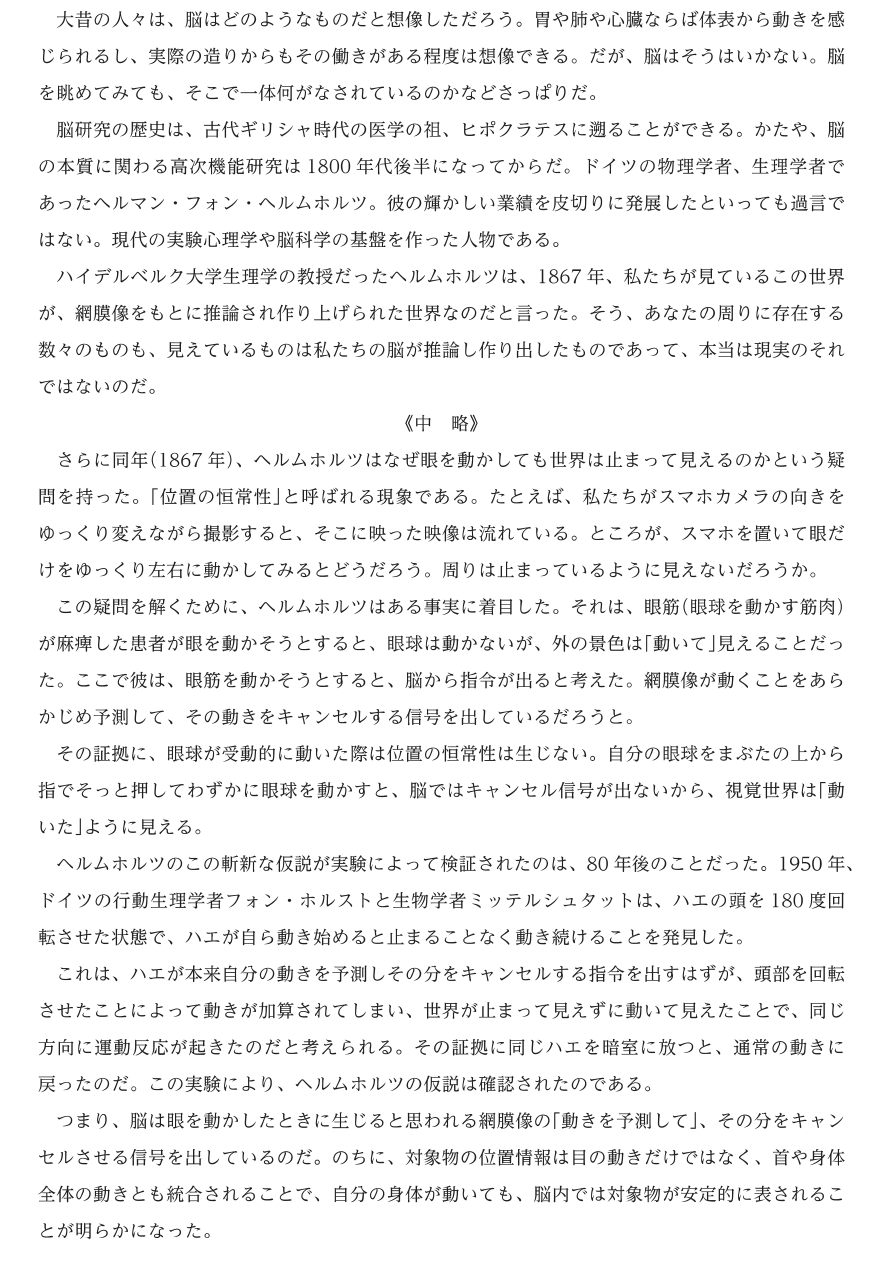 大昔の人々は、脳はどのようなものだと想像しただろう。胃や肺や心臓ならば体表から動きを感
じられるし、実際の造りからもその働きがある程度は想像できる。だが、脳はそうはいかない。脳
を眺めてみても、そこで一体何がなされているのかなどさっぱりだ。
　脳研究の歴史は、古代ギリシャ時代の医学の祖、ヒポクラテスに遡ることができる。かたや、脳
の本質に関わる高次機能研究は 1800 年代後半になってからだ。ドイツの物理学者、生理学者で
あったヘルマン・フォン・ヘルムホルツ。彼の輝かしい業績を皮切りに発展したといっても過言で
はない。現代の実験心理学や脳科学の基盤を作った人物である。
　ハイデルベルク大学生理学の教授だったヘルムホルツは、1867 年、私たちが見ているこの世界
が、網膜像をもとに推論され作り上げられた世界なのだと言った。そう、あなたの周りに存在する
数々のものも、見えているものは私たちの脳が推論し作り出したものであって、本当は現実のそれ
ではないのだ。
《中　略》
　さらに同年(1867 年)、ヘルムホルツはなぜ眼を動かしても世界は止まって見えるのかという疑
問を持った。「位置の恒常性」と呼ばれる現象である。たとえば、私たちがスマホカメラの向きを
ゆっくり変えながら撮影すると、そこに映った映像は流れている。ところが、スマホを置いて眼だ
けをゆっくり左右に動かしてみるとどうだろう。周りは止まっているように見えないだろうか。
　この疑問を解くために、ヘルムホルツはある事実に着目した。それは、眼筋(眼球を動かす筋肉)
が麻痺した患者が眼を動かそうとすると、眼球は動かないが、外の景色は「動いて」見えることだっ
た。ここで彼は、眼筋を動かそうとすると、脳から指令が出ると考えた。網膜像が動くことをあら
かじめ予測して、その動きをキャンセルする信号を出しているだろうと。
　その証拠に、眼球が受動的に動いた際は位置の恒常性は生じない。自分の眼球をまぶたの上から
指でそっと押してわずかに眼球を動かすと、脳ではキャンセル信号が出ないから、視覚世界は「動
いた」ように見える。
　ヘルムホルツのこの斬新な仮説が実験によって検証されたのは、80 年後のことだった。1950 年、
ドイツの行動生理学者フォン・ホルストと生物学者ミッテルシュタットは、ハエの頭を 180 度回
転させた状態で、ハエが自ら動き始めると止まることなく動き続けることを発見した。
　これは、ハエが本来自分の動きを予測しその分をキャンセルする指令を出すはずが、頭部を回転
させたことによって動きが加算されてしまい、世界が止まって見えずに動いて見えたことで、同じ
方向に運動反応が起きたのだと考えられる。その証拠に同じハエを暗室に放つと、通常の動きに
戻ったのだ。この実験により、ヘルムホルツの仮説は確認されたのである。
　つまり、脳は眼を動かしたときに生じると思われる網膜像の「動きを予測して」、その分をキャン
セルさせる信号を出しているのだ。のちに、対象物の位置情報は目の動きだけではなく、首や身体
全体の動きとも統合されることで、自分の身体が動いても、脳内では対象物が安定的に表されるこ
とが明らかになった。